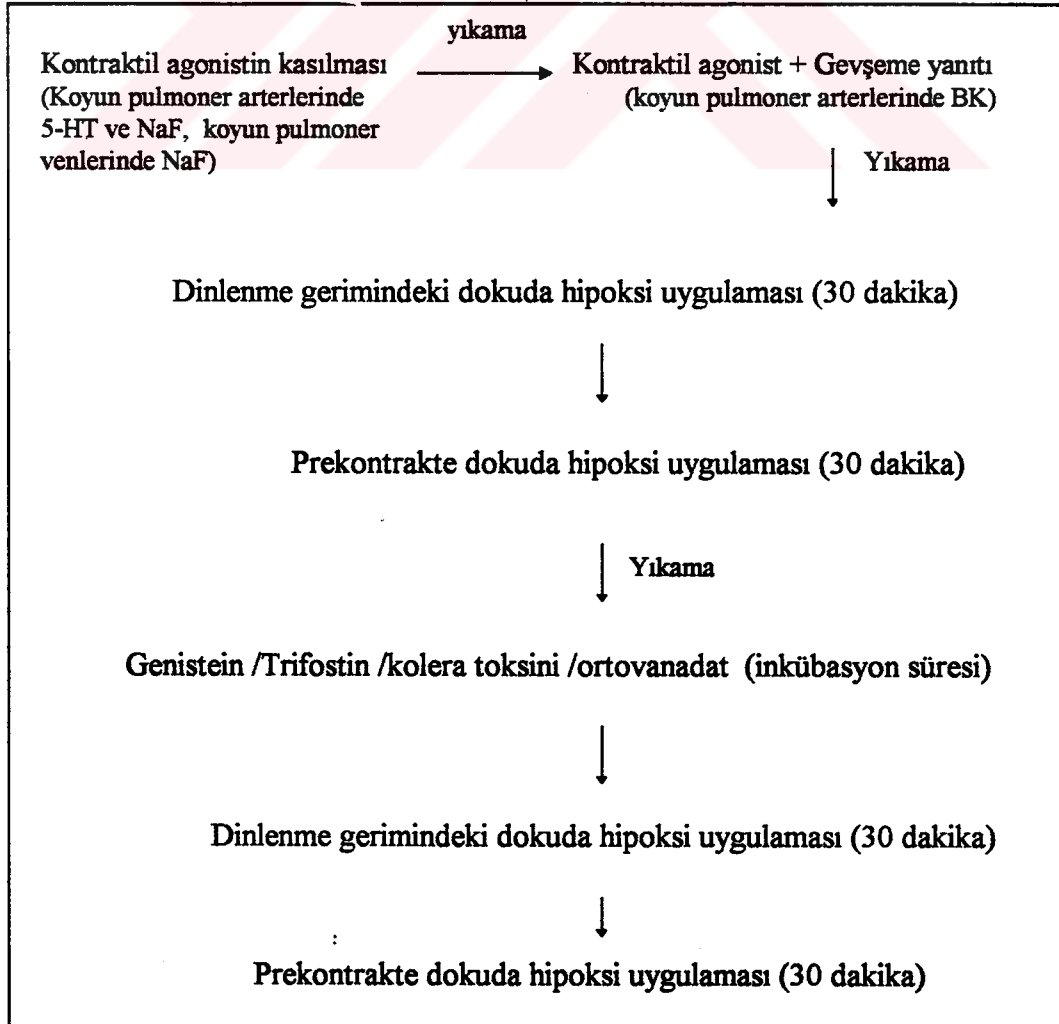 yıkama
Kontraktil agonistin kasılması
(Koyun pulmoner arterlerinde
5-HT ve NaF, koyun pulmoner
venlerinde NaF)
Kontraktil agonist + Gevşeme yanıtı
(koyun pulmoner arterlerinde BK)
Yıkama
Dinlenme gerimindeki dokuda hipoksi uygulaması (30 dakika)
Prekontrakte dokuda hipoksi uygulaması (30 dakika)
Yıkama
Genistein /Trifostin /kolera toksini /ortovanadat (inkübasyon süresi)
Dinlenme gerimindeki dokuda hipoksi uygulaması (30 dakika)
Prekontrakte dokuda hipoksi uygulaması (30 dakika)